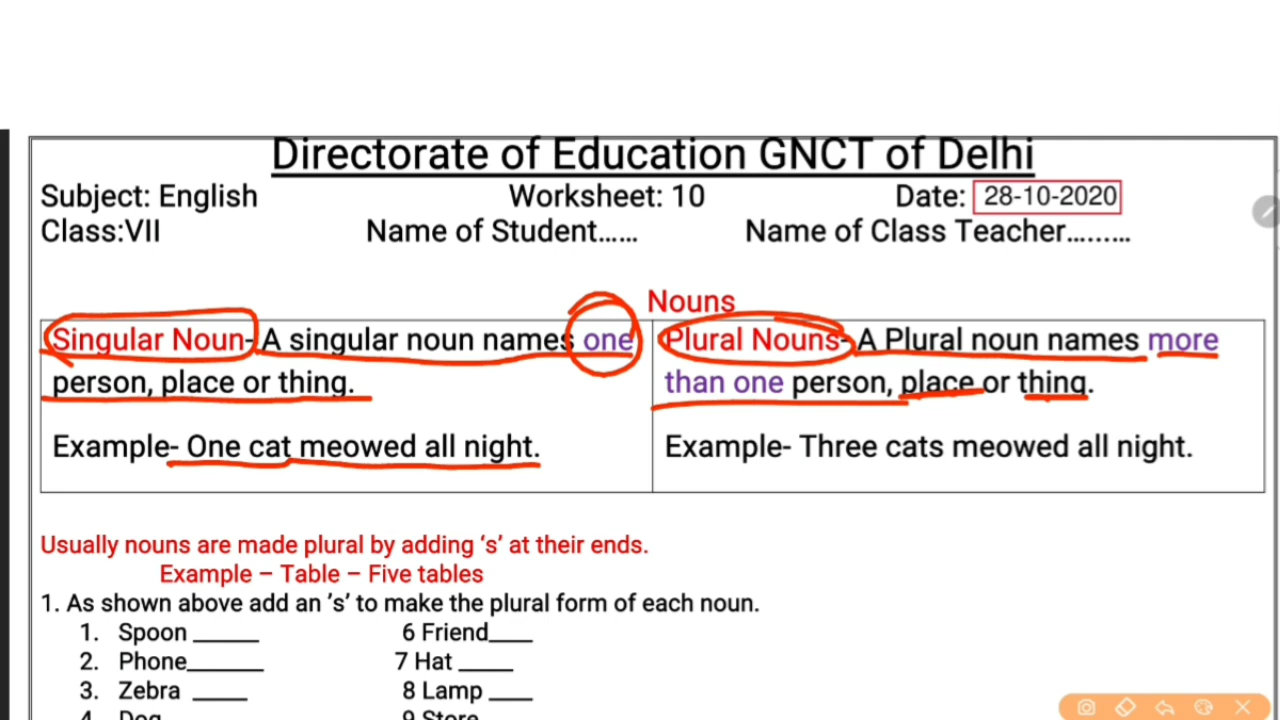 Directorate of Education GNCT of Delhi
Subject: English Worksheet: 10 Date: 28-10-2020
Class:VII Name of Student...... Name of Class Teacher.........
Nouns
Singular Noun- A singular noun names one
person, place or thing.
Example- One cat meowed all night.
Plural Nouns- A Plural noun names more
than one person, place or thing.
Example- Three cats meowed all night.
Usually nouns are made plural by adding ‘s’ at their ends.
Example – Table – Five tables
1. As shown above add an ’s’ to make the plural form of each noun.
1. Spoon ______ 6 Friend____
2. Phone_______ 7 Hat _____
3. Zebra _____ 8 Lamp ____
4. Dog 9 Store